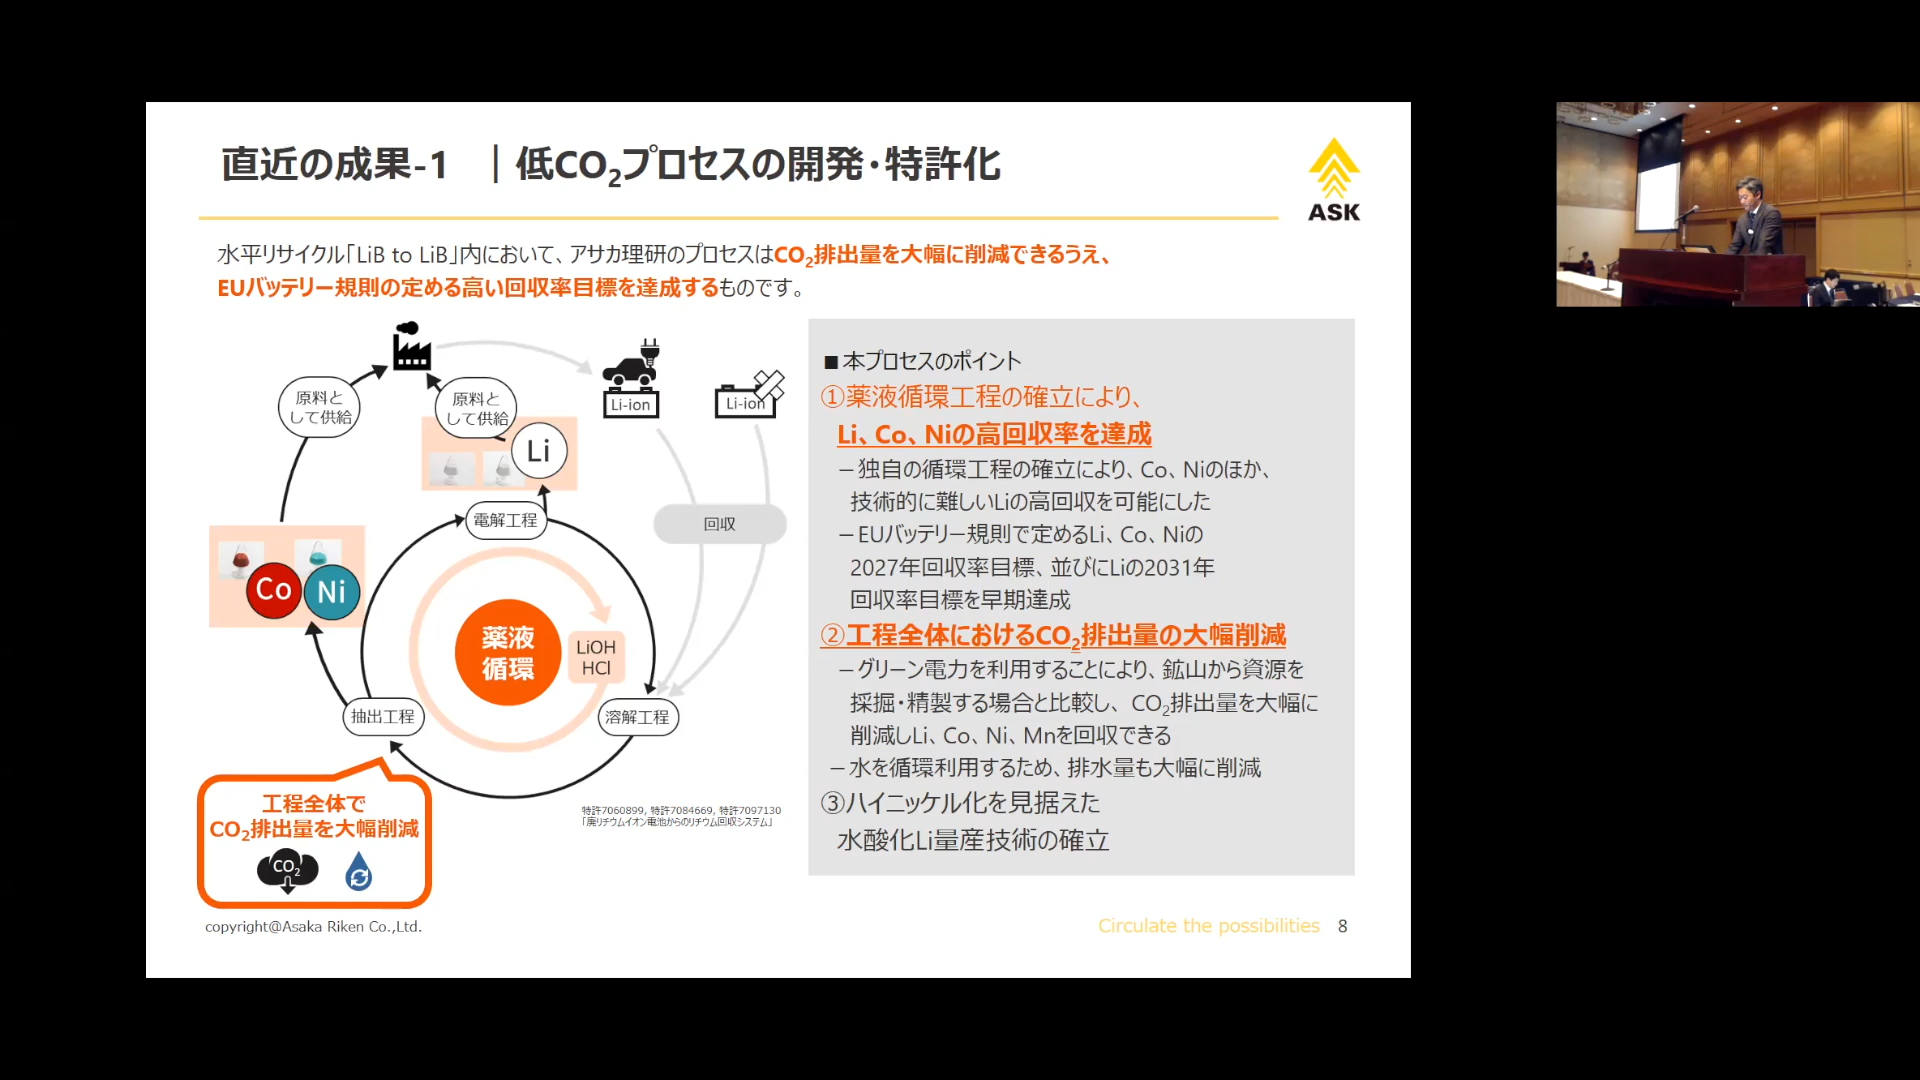 直近の成果-1 ｜低CO2プロセスの開発・特許化
ASK
水平リサイクル「LiB to LiB」内において、アサカ理研のプロセスはCO2排出量を大幅に削減できるうえ、
EUバッテリー規則の定める高い回収率目標を達成するものです。
原料と
して供給
原料と
して供給
Li-ion
Li-ion
Li
電解工程
回収
Co
Ni
薬液
循環
LiOH
HCl
抽出工程
溶解工程
工程全体で
CO2排出量を大幅削減
CO2
特許7060899, 特許7084669, 特許7097130
「廃リチウムイオン電池からのリチウム回収システム」
■本プロセスのポイント
①薬液循環工程の確立により、
Li、Co、Niの高回収率を達成
－独自の循環工程の確立により、Co、Niのほか、
技術的に難しいLiの高回収を可能にした
－EUバッテリー規則で定めるLi、Co、Niの
2027年回収率目標、並びにLiの2031年
回収率目標を早期達成
②工程全体におけるCO2排出量の大幅削減
－グリーン電力を利用することにより、鉱山から資源を
採掘・精製する場合と比較し、CO2排出量を大幅に
削減しLi、Co、Ni、Mnを回収できる
－水を循環利用するため、排水量も大幅に削減
③ハイニッケル化を見据えた
水酸化Li量産技術の確立
copyright@Asaka Riken Co.,Ltd.
Circulate the possibilities 8